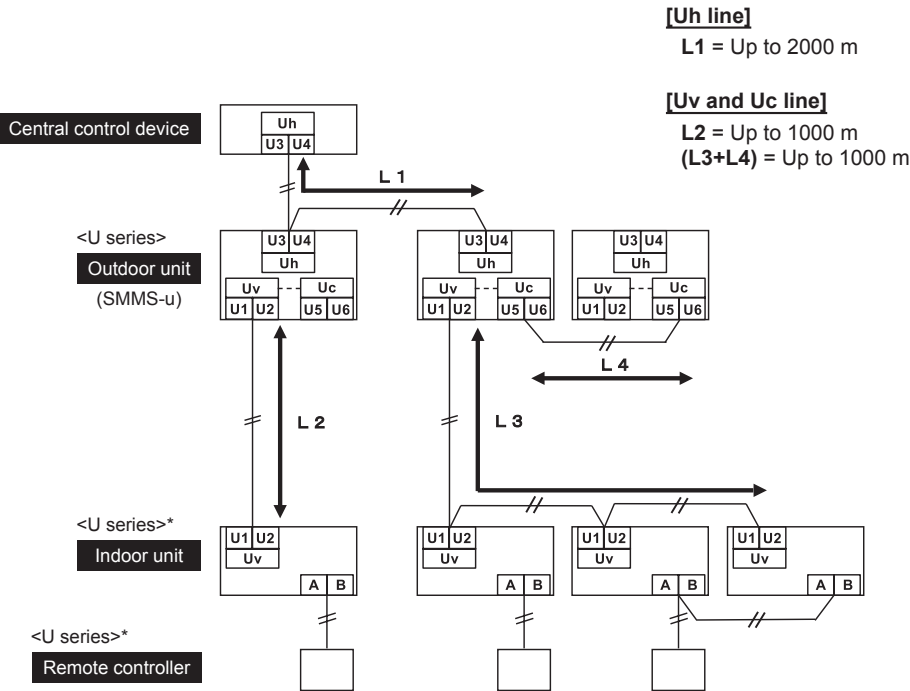 [Uh line]
L1 = Up to 2000 m
[Uv and Uc line]
L2 = Up to 1000 m
(L3+L4) = Up to 1000 m
Central control device
Uh
U3 U4
L 1
<U series>
Outdoor unit
(SMMS-u)
U3 U4
Uh
Uv Uc
U1 U2 U5 U6
U3 U4
Uh
Uv Uc
U1 U2 U5 U6
U3 U4
Uh
Uv Uc
U1 U2 U5 U6
L 4
L 2
L 3
<U series>*
Indoor unit
U1 U2
Uv
A B
U1 U2
Uv
A B
U1 U2
Uv
A B
U1 U2
Uv
A B
<U series>*
Remote controller